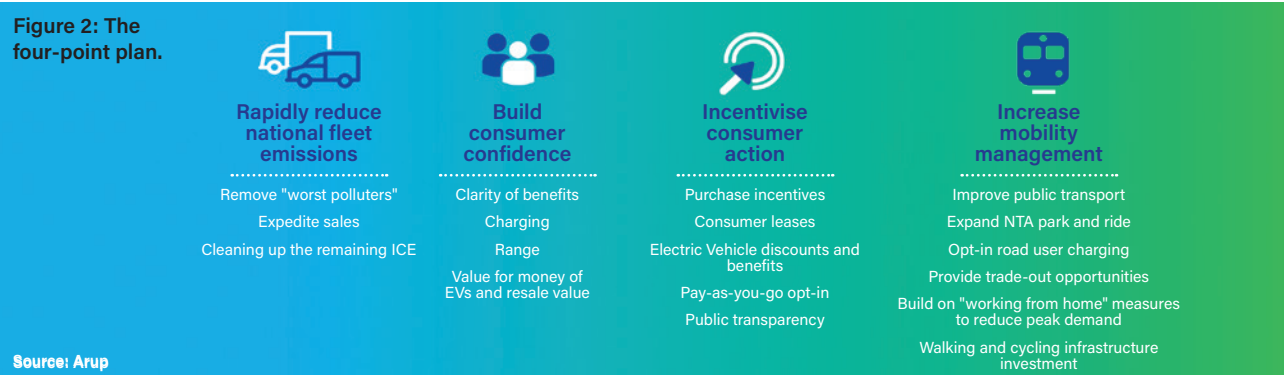 Figure 2: The
four-point plan.
Rapidly reduce
national fleet
emissions
Remove "worst polluters"
Expedite sales
Cleaning up the remaining ICE
Build
consumer
confidence
Clarity of benefits
Charging
Range
Value for money of
EVs and resale value
Incentivise
consumer
action
Purchase incentives
Consumer leases
Electric Vehicle discounts and
benefits
Pay-as-you-go opt-in
Public transparency
Increase
mobility
management
Improve public transport
Expand NTA park and ride
Opt-in road user charging
Provide trade-out opportunities
Build on "working from home" measures
to reduce peak demand
Walking and cycling infrastructure
investment
Source: Arup